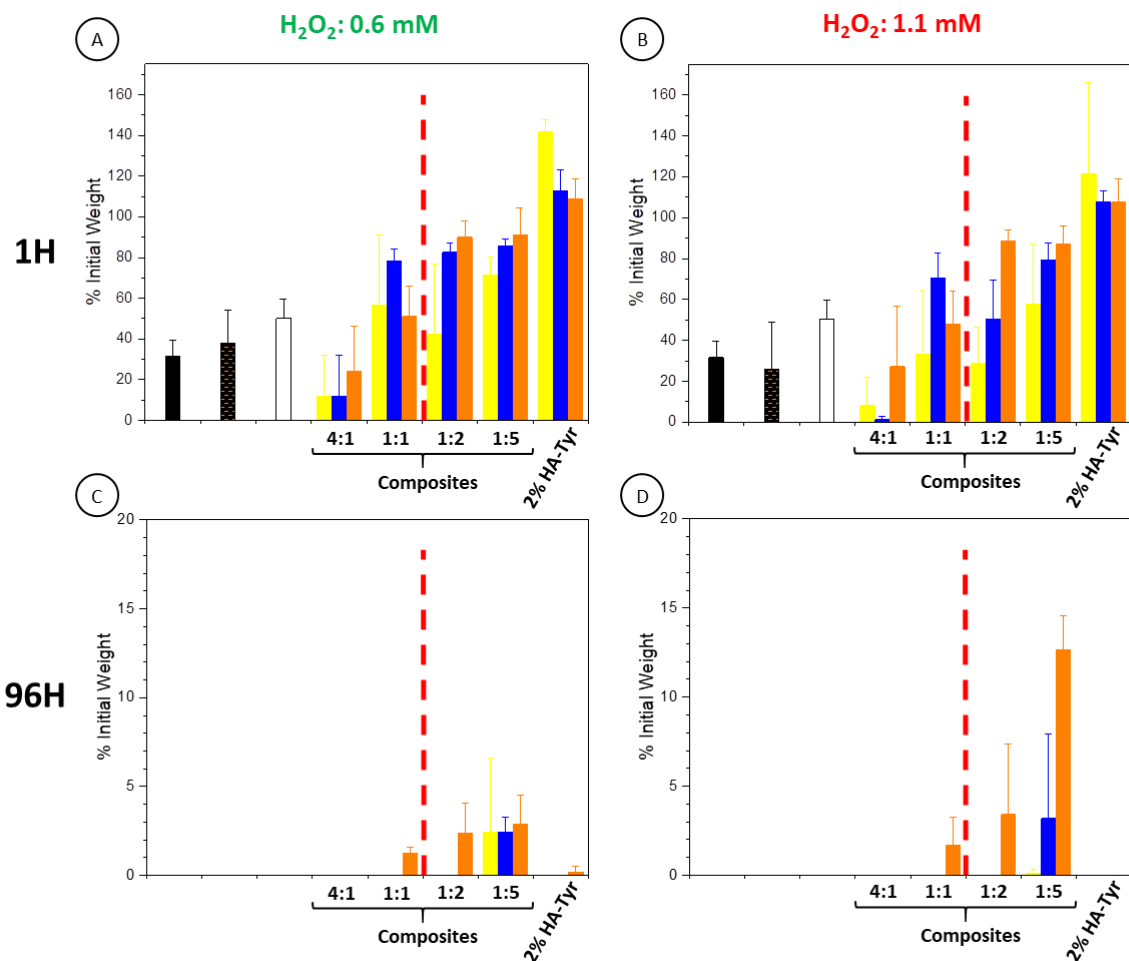 A
H₂O₂: 0.6 mM
B
H₂O₂: 1.1 mM
1H
% Initial Weight
160
140
120
100
80
60
40
20
0
4:1 1:1 1:2 1:5 2% HA-Tyr
Composites
% Initial Weight
160
140
120
100
80
60
40
20
0
4:1 1:1 1:2 1:5 2% HA-Tyr
Composites
96H
C
% Initial Weight
20
15
10
5
0
4:1 1:1 1:2 1:5 2% HA-Tyr
Composites
D
% Initial Weight
20
15
10
5
0
4:1 1:1 1:2 1:5 2% HA-Tyr
Composites